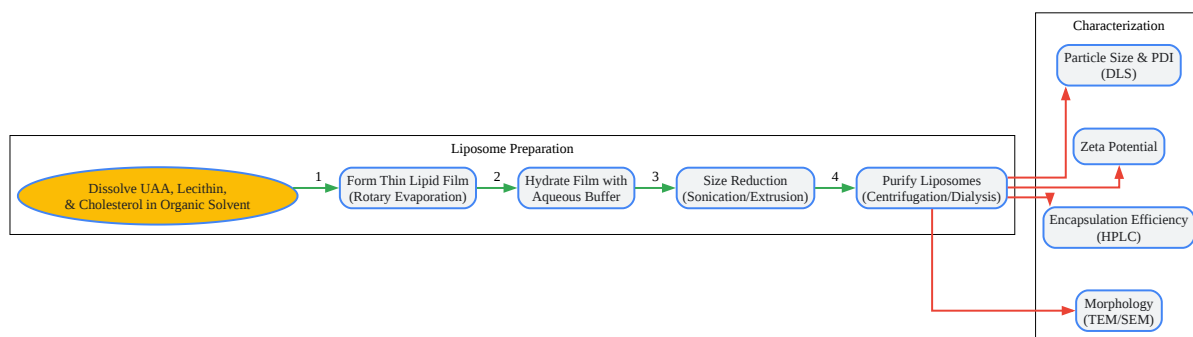 Characterization
Particle Size & PDI
(DLS)
Liposome Preparation
Zeta Potential
1
2
3
4
Dissolve UAA, Lecithin,
& Cholesterol in Organic Solvent
Form Thin Lipid Film
(Rotary Evaporation)
Hydrate Film with
Aqueous Buffer
Size Reduction
(Sonication/Extrusion)
Purify Liposomes
(Centrifugation/Dialysis)
Encapsulation Efficiency
(HPLC)
Morphology
(TEM/SEM)